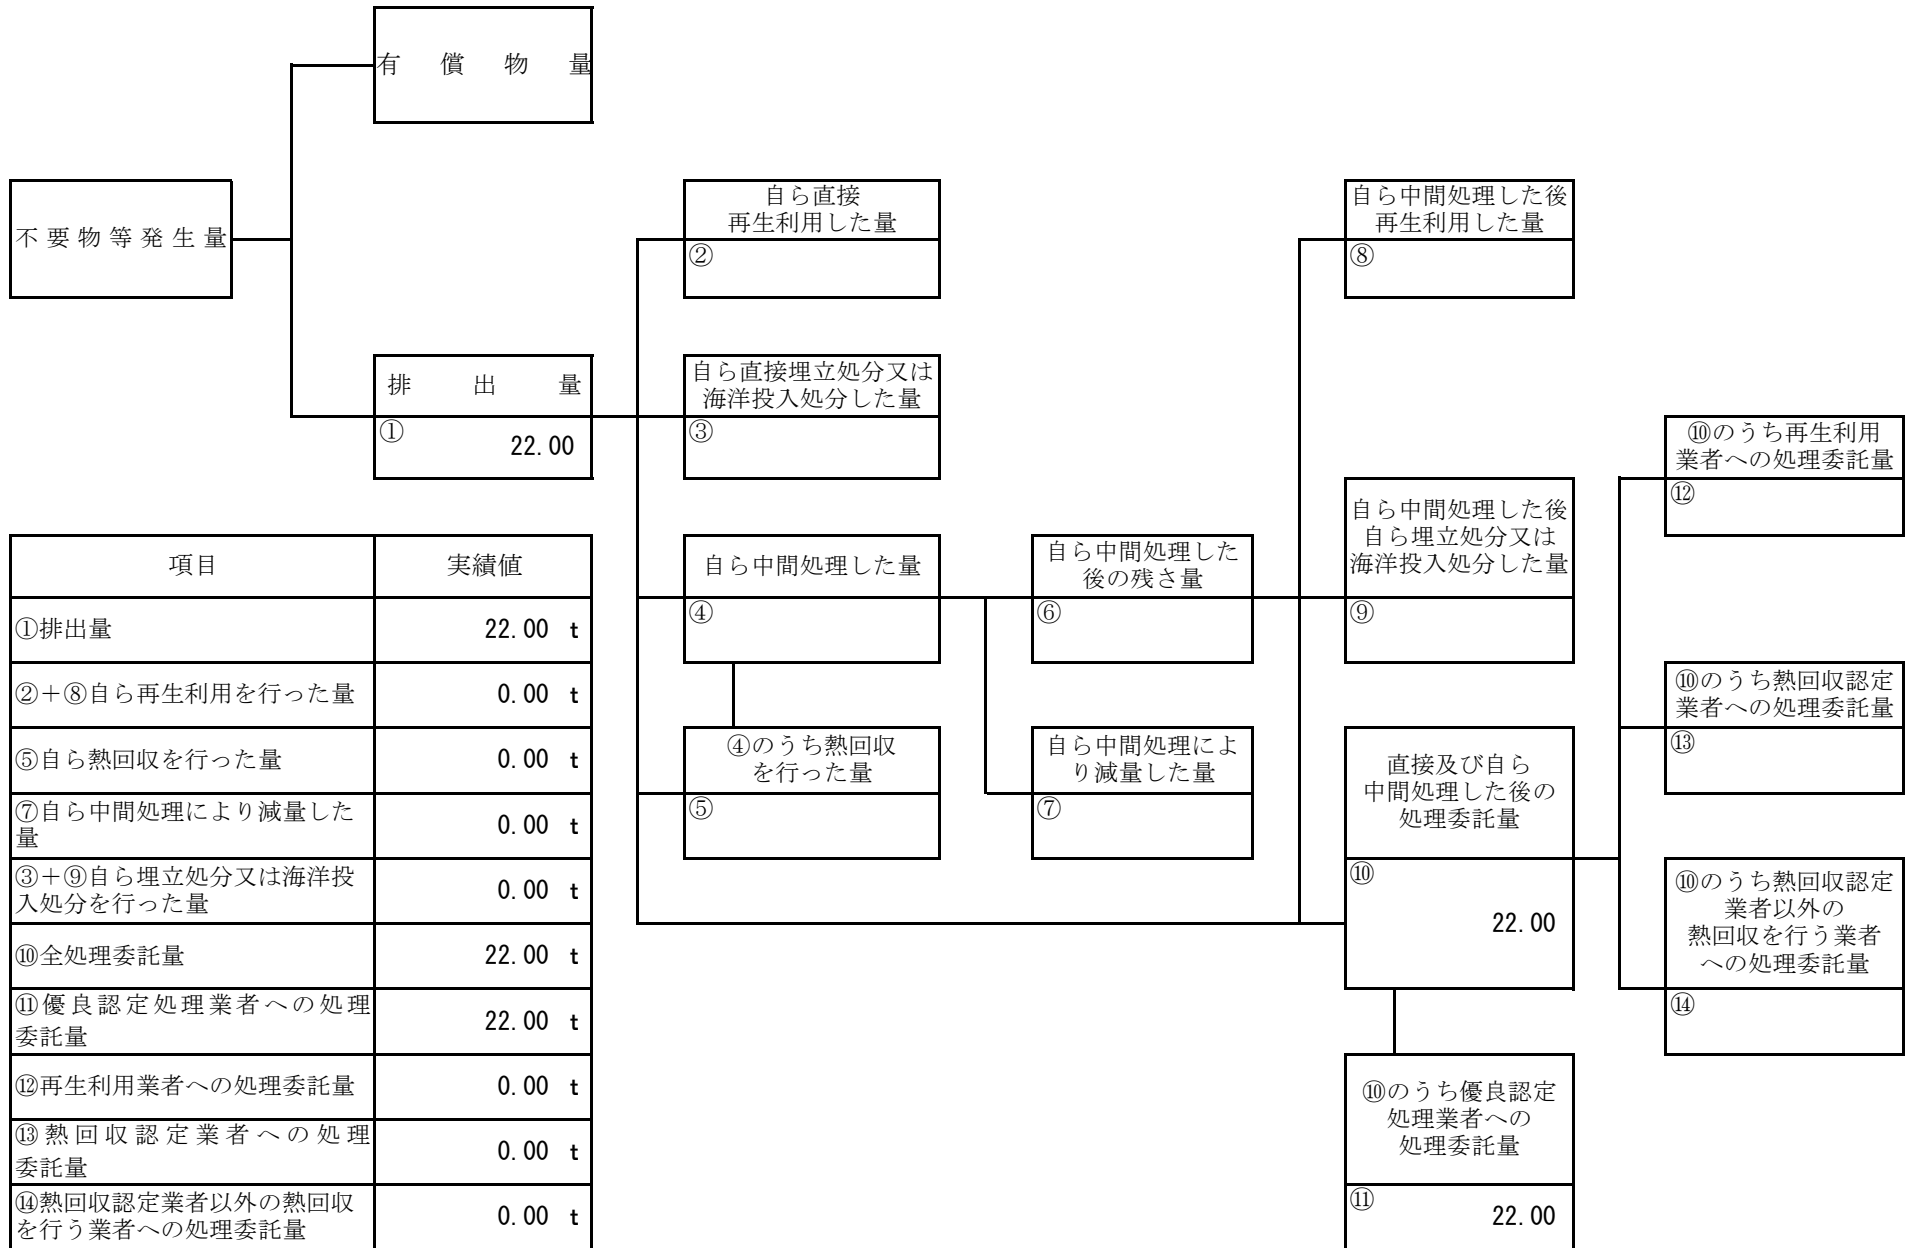 有償物量
不要物等発生量
自ら直接
再生利用した量
②
自ら中間処理した後
再生利用した量
⑧
排出量
①
22.00
自ら直接埋立処分又は
海洋投入処分した量
③
⑩のうち再生利用
業者への処理委託量
⑫
自ら中間処理した量
④
自ら中間処理した
後の残さ量
⑥
自ら中間処理した後
自ら埋立処分又は
海洋投入処分した量
⑨
④のうち熱回収
を行った量
⑤
自ら中間処理によ
り減量した量
⑦
直接及び自ら
中間処理した後の
処理委託量
⑩
22.00
⑩のうち熱回収認定
業者への処理委託量
⑬
⑩のうち熱回収認定
業者以外の
熱回収を行う業者
への処理委託量
⑭
⑩のうち優良認定
処理業者への
処理委託量
⑪
22.00
項目 実績値
①排出量 22.00 t
②+⑧自ら再生利用を行った量 0.00 t
⑤自ら熱回収を行った量 0.00 t
⑦自ら中間処理により減量した
量 0.00 t
③+⑨自ら埋立処分又は海洋投
入処分を行った量 0.00 t
⑩全処理委託量 22.00 t
⑪優良認定処理業者への処理
委託量 22.00 t
⑫再生利用業者への処理委託量 0.00 t
⑬熱回収認定業者への処理
委託量 0.00 t
⑭熱回収認定業者以外の熱回収
を行う業者への処理委託量 0.00 t